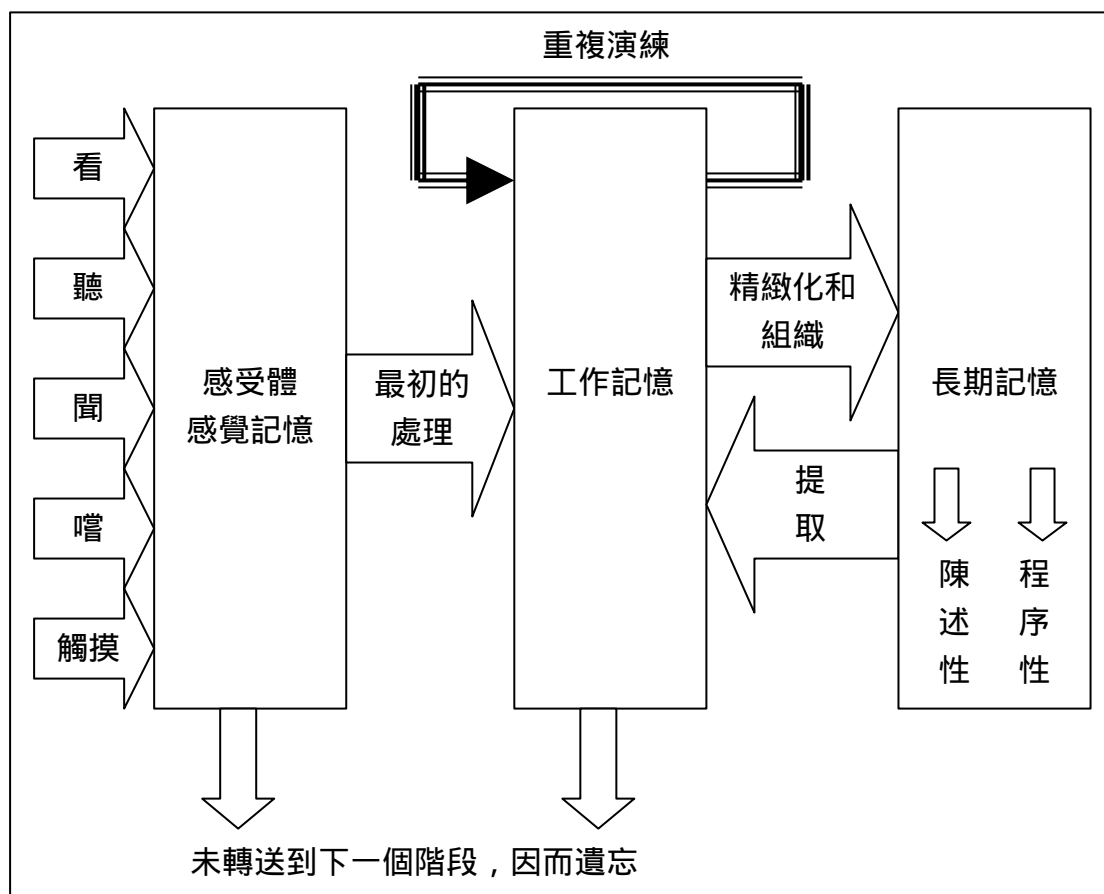 重複演練
看
聽
聞
嚐
觸摸
感受體
感覺記憶
最初的
處理
工作記憶
精緻化和
組織
提
取
長期記憶
陳述性
程序性
未轉送到下一個階段，因而遺忘